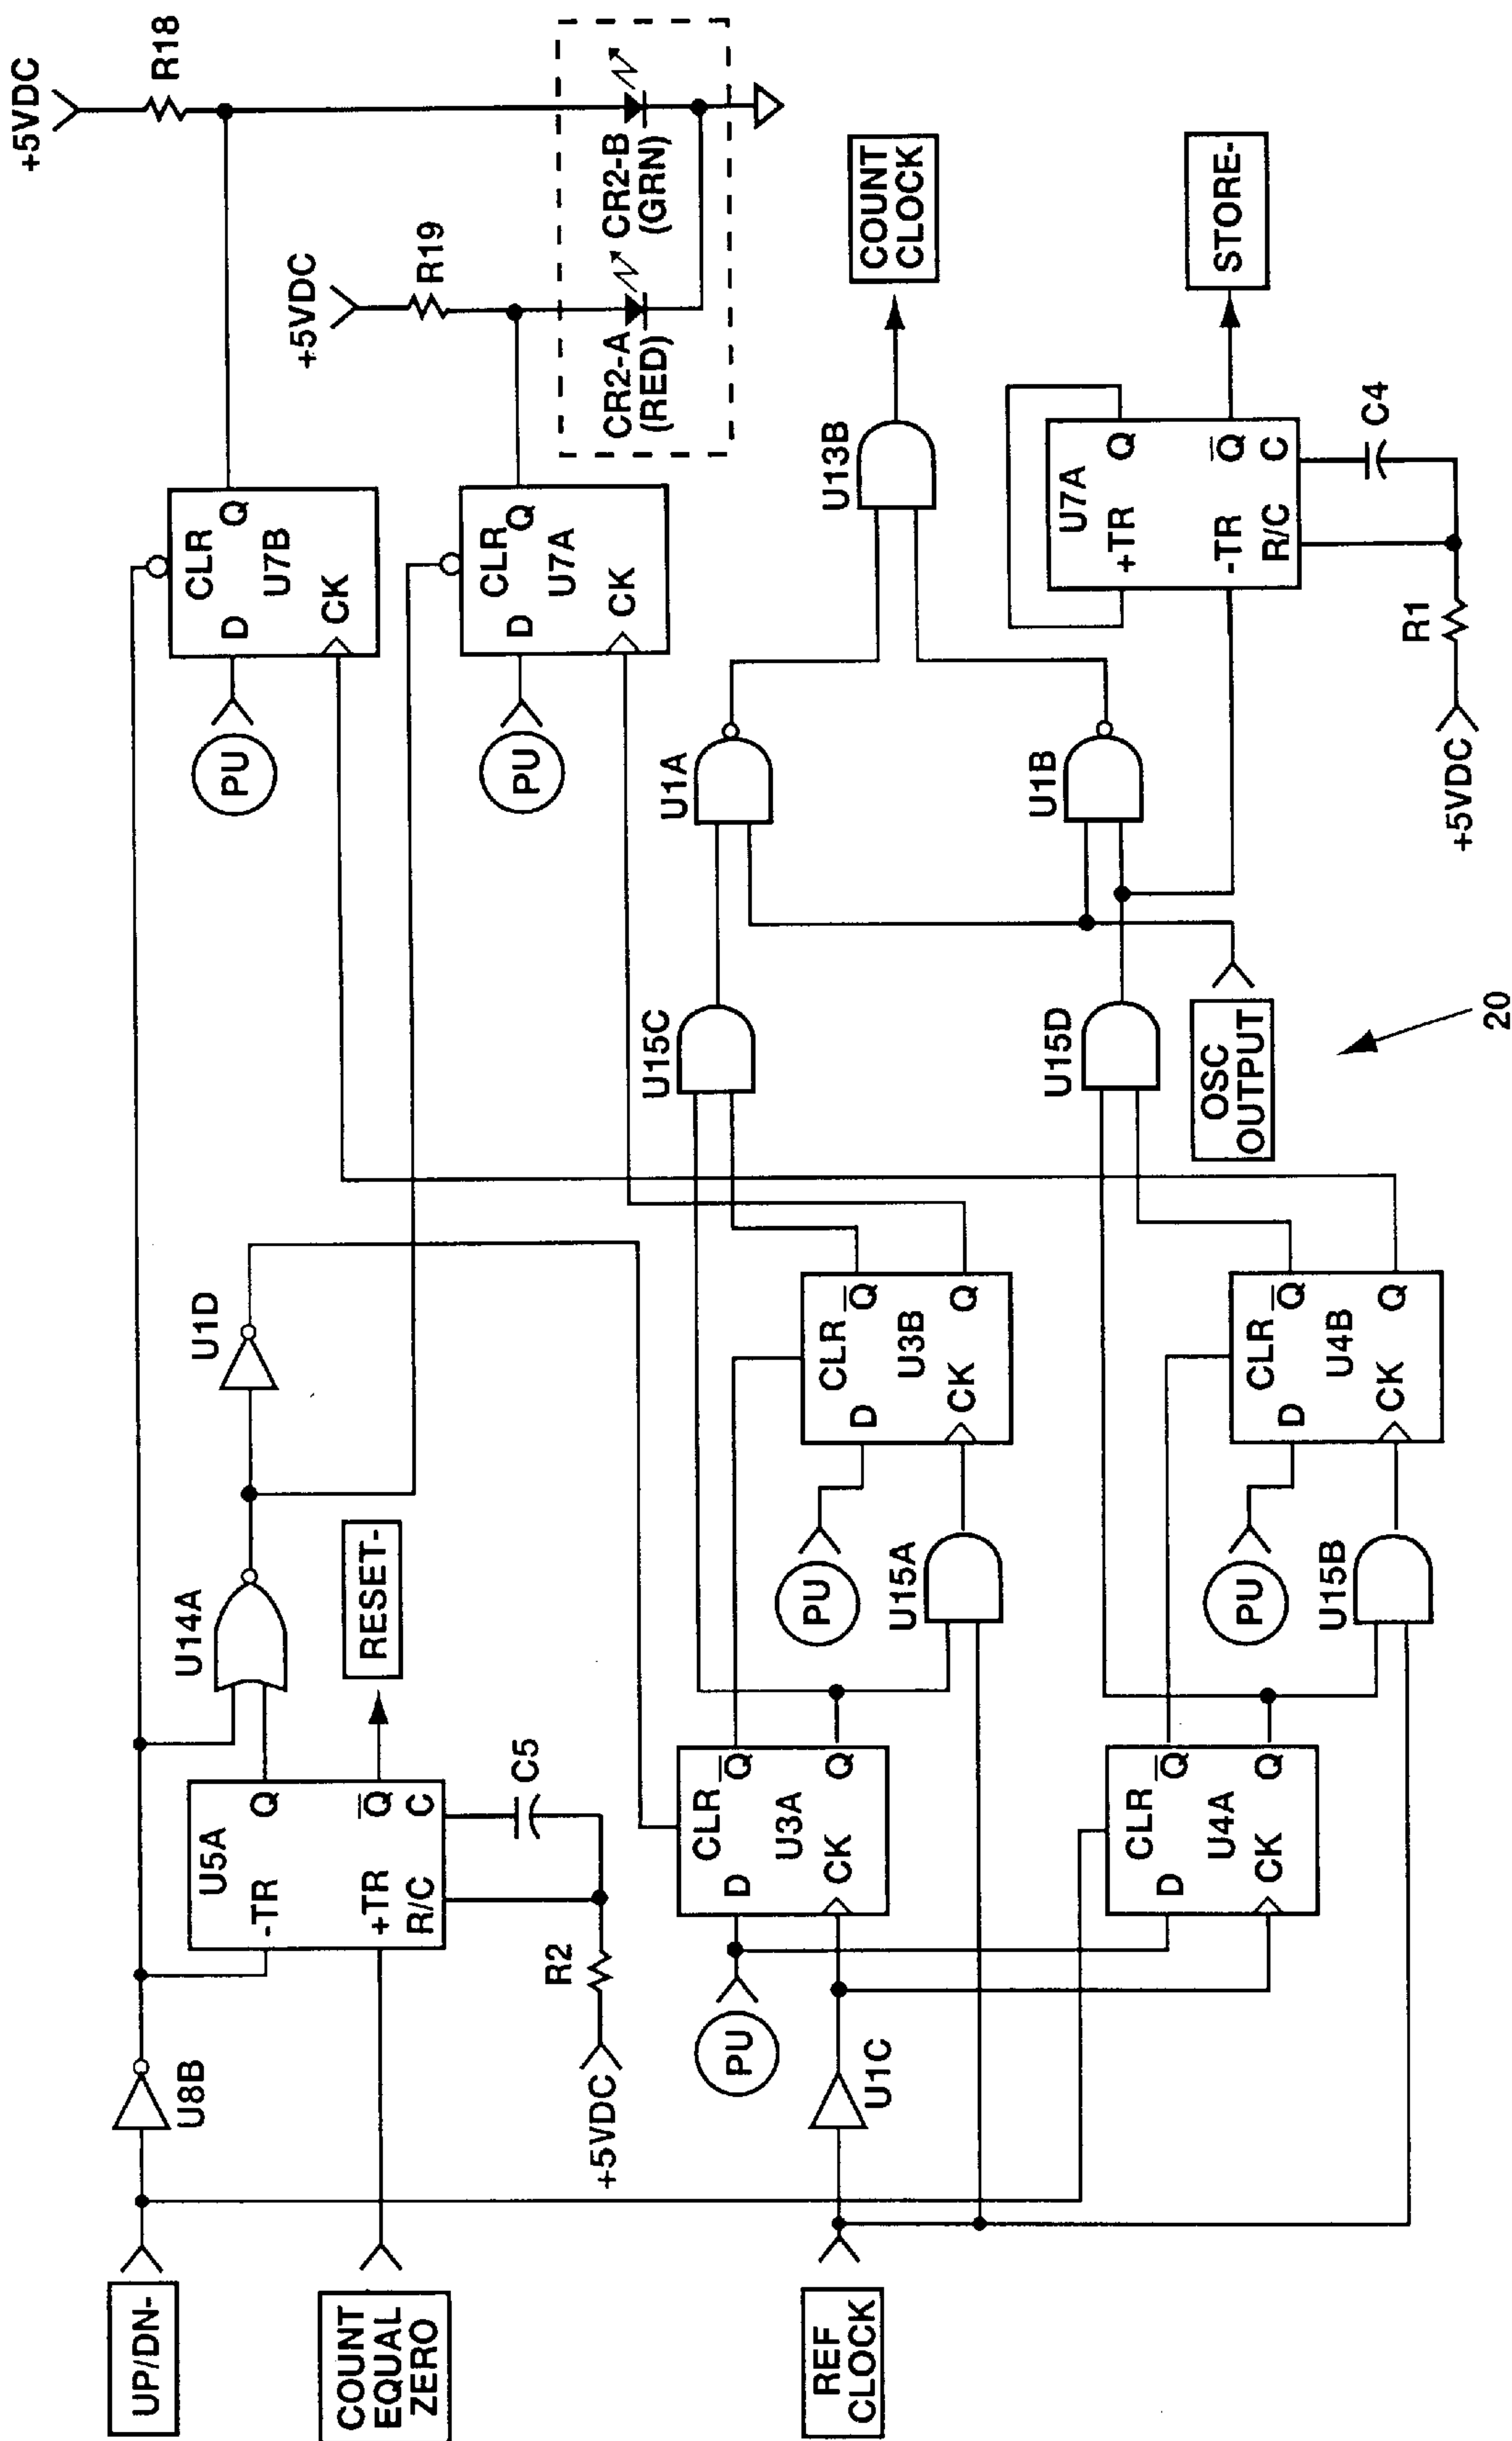 +5VDC
R18
+5VDC
R19
CR2-A
(RED)
CR2-B
(GRN)
CLR
Q
D
U7B
CK
PU
CLR
Q
D
U7A
CK
PU
COUNT
CLOCK
U13B
STORE-
U7A
+TR
Q
-TR
Q
R/C
C
C4
R1
+5VDC
U1A
U1B
U15C
U15D
OSC
OUTPUT
20
U1D
U14A
RESET-
U5A
-TR
Q
+TR
Q
R/C
C
C5
R2
+5VDC
U8B
UP/DN-
COUNT
EQUAL
ZERO
REF
CLOCK
U1C
PU
CLR
Q
D
U3A
CK
Q
CLR
Q
D
U3B
CK
Q
PU
U15A
CLR
Q
D
U4A
CK
Q
CLR
Q
D
U4B
CK
Q
PU
U15B